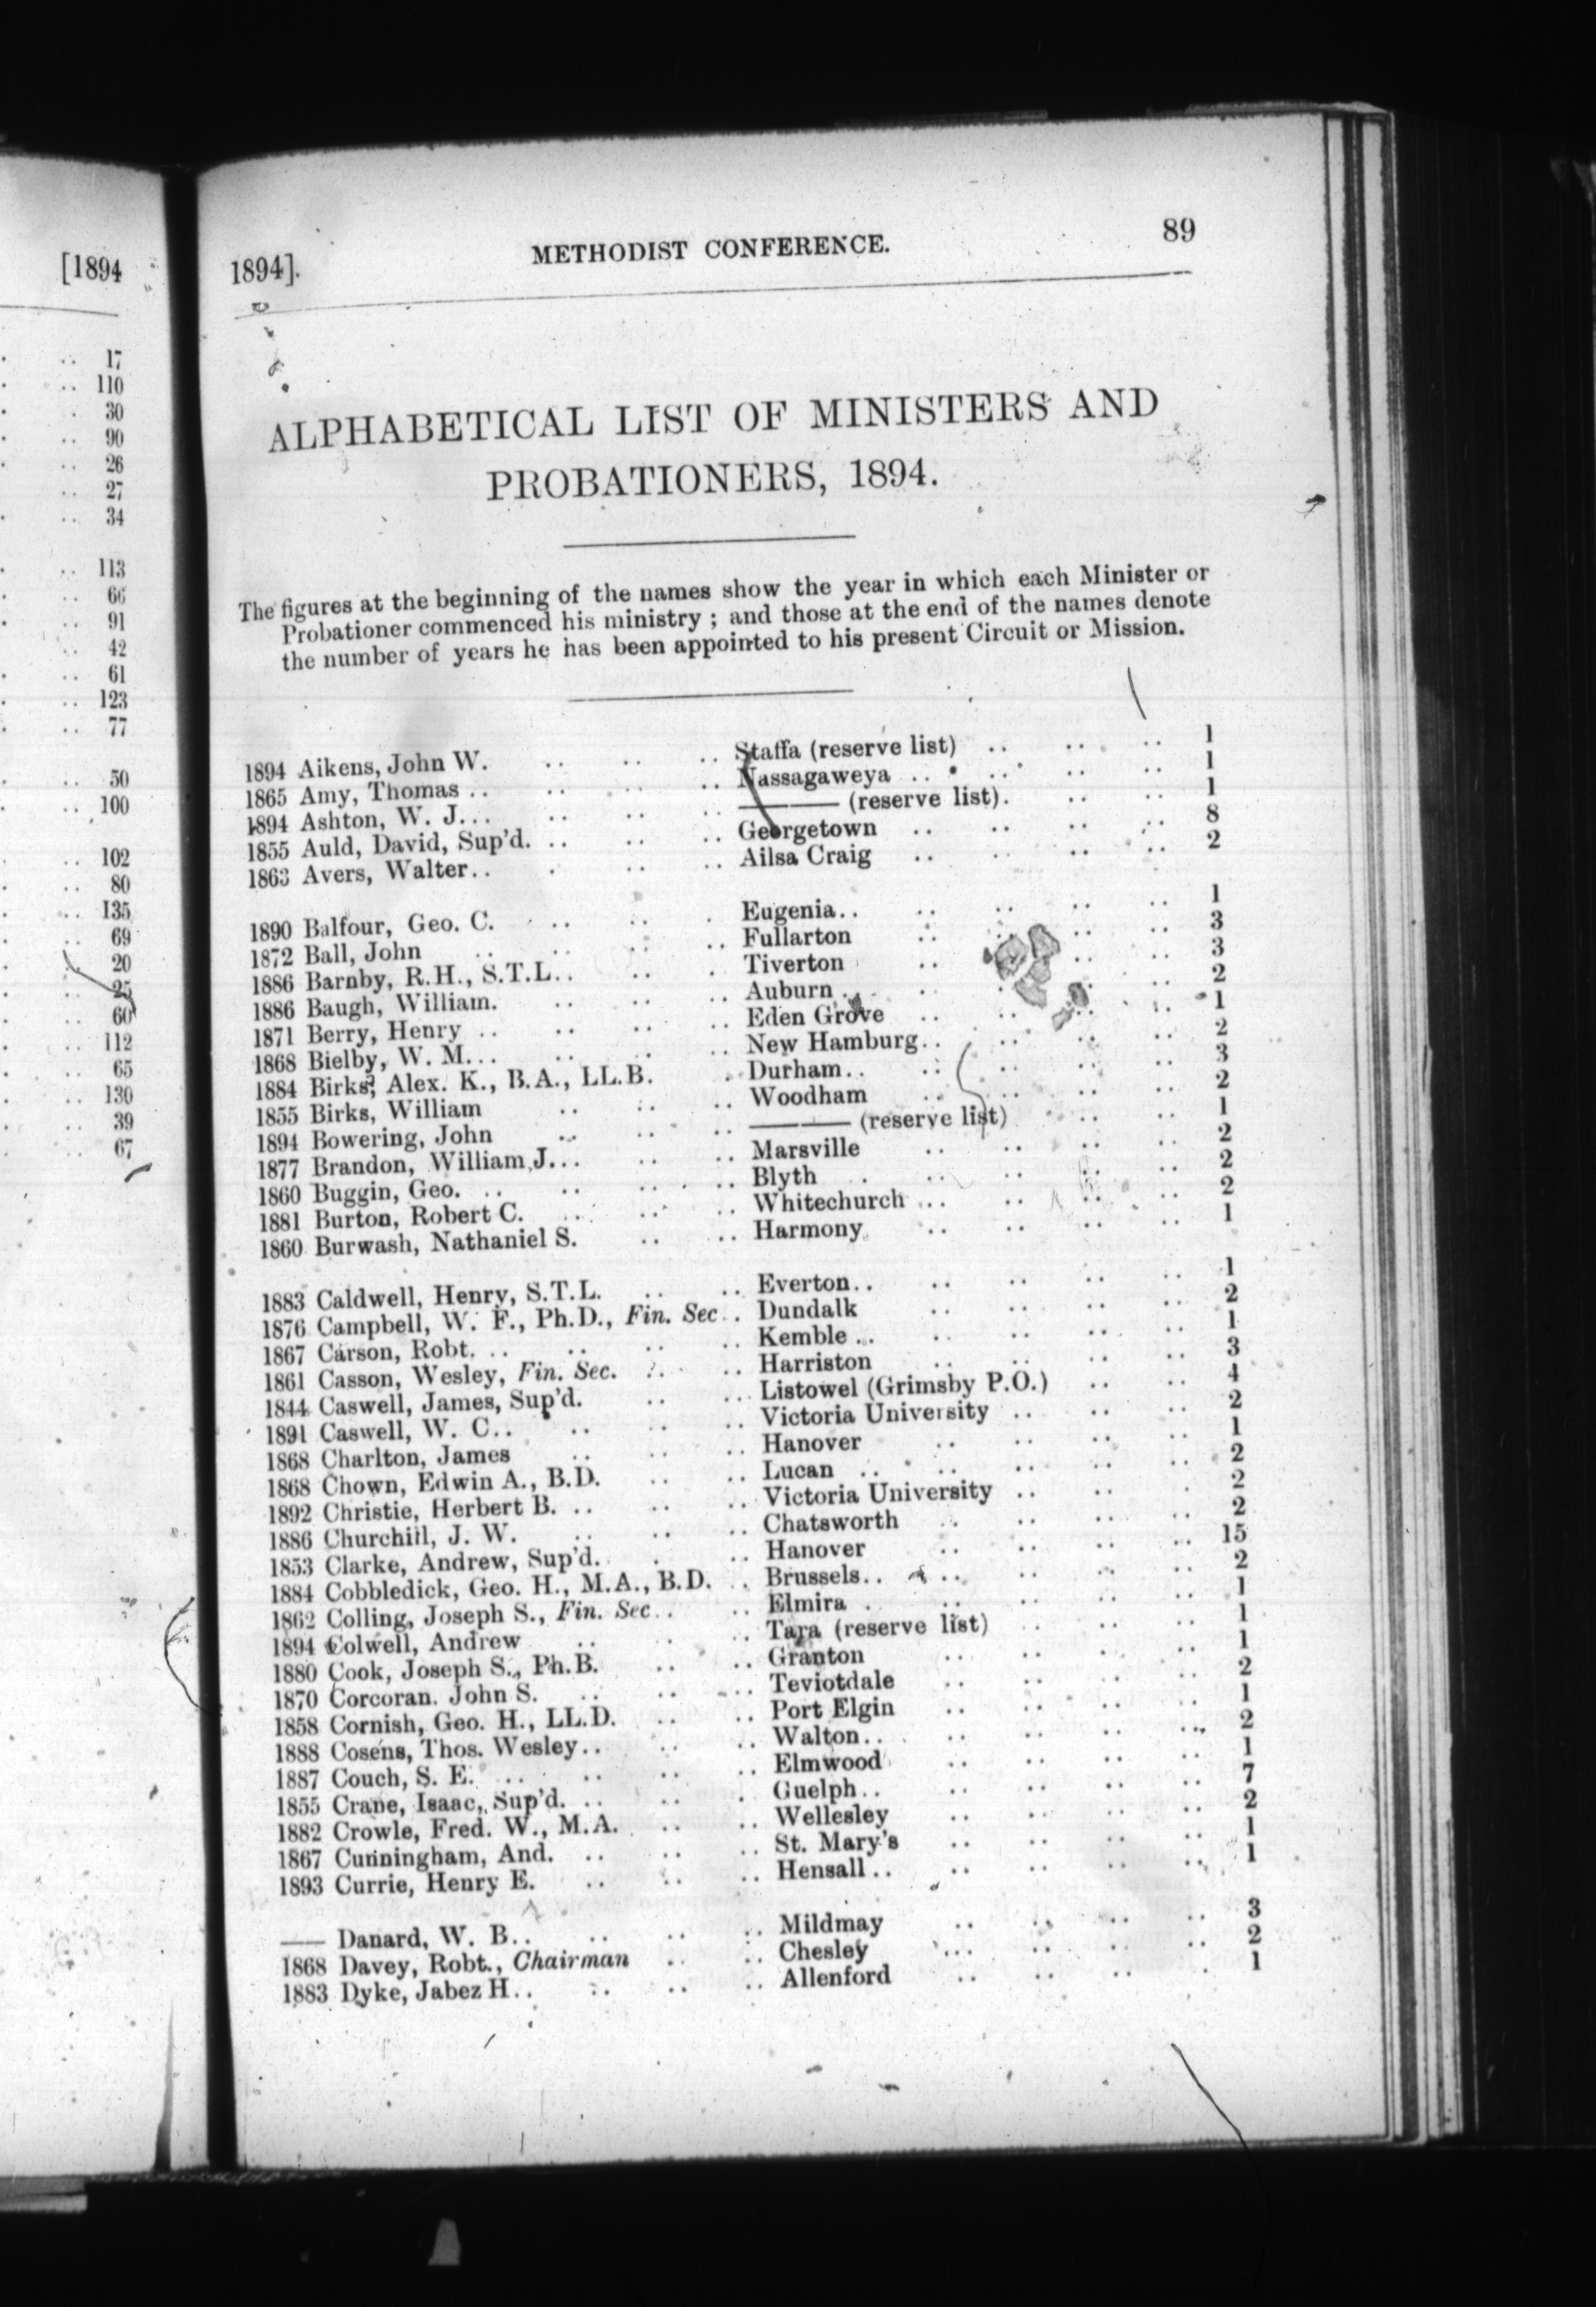 [1894
17
110
30
90
26
27
34
113
66
91
42
61
123
77
50
100
102
80
135
69
20
25
60
112
65
130
39
67
1894]. METHODIST CONFERENCE. 89
ALPHABETICAL LIST OF MINISTERS AND
PROBATIONERS, 1894.
The figures at the beginning of the names show the year in which each Minister or
Probationer commenced his ministry ; and those at the end of the names denote
the number of years he has been appointed to his present Circuit or Mission.
1894 Aikens, John W. .. .. .. Staffa (reserve list) .. .. .. 1
1865 Amy, Thomas .. .. .. .. Nassagaweya .. .. .. .. 1
1894 Ashton, W. J... .. .. .. ——— (reserve list). .. .. 1
1855 Auld, David, Sup'd. .. .. .. Georgetown .. .. .. .. 8
1863 Avers, Walter.. .. .. .. Ailsa Craig .. .. .. .. 2
1890 Balfour, Geo. C. .. .. .. Eugenia.. .. .. .. .. 1
1872 Ball, John .. .. .. .. Fullarton .. .. .. .. 3
1886 Barnby, R.H., S.T.L.. .. .. Tiverton .. .. .. .. 3
1886 Baugh, William. .. .. .. Auburn .. .. .. .. .. 2
1871 Berry, Henry .. .. .. .. Eden Grove .. .. .. .. 1
1868 Bielby, W. M... .. .. .. New Hamburg.. .. .. .. 2
1884 Birks, Alex. K., B.A., LL.B. .. Durham.. .. .. .. .. 3
1855 Birks, William .. .. .. Woodham .. .. .. .. 2
1894 Bowering, John .. .. .. ——— (reserve list) .. .. 1
1877 Brandon, William J... .. .. Marsville .. .. .. .. 2
1860 Buggin, Geo. .. .. .. .. Blyth .. .. .. .. .. 2
1881 Burton, Robert C. .. .. .. Whitechurch .. .. .. .. 2
1860 Burwash, Nathaniel S. .. .. Harmony .. .. .. .. 1
1883 Caldwell, Henry, S.T.L. .. .. Everton.. .. .. .. .. 1
1876 Campbell, W. F., Ph.D., Fin. Sec .. Dundalk .. .. .. .. 2
1867 Carson, Robt. .. .. .. .. Kemble .. .. .. .. .. 1
1861 Casson, Wesley, Fin. Sec. .. .. Harriston .. .. .. .. 3
1844 Caswell, James, Sup'd. .. .. Listowel (Grimsby P.O.) .. .. 4
1891 Caswell, W. C.. .. .. .. Victoria University .. .. .. 2
1868 Charlton, James .. .. .. Hanover .. .. .. .. 1
1868 Chown, Edwin A., B.D. .. .. Lucan .. .. .. .. .. 2
1892 Christie, Herbert B. .. .. .. Victoria University .. .. .. 2
1886 Churchill, J. W. .. .. .. Chatsworth .. .. .. .. 2
1853 Clarke, Andrew, Sup'd. .. .. Hanover .. .. .. .. 15
1884 Cobbledick, Geo. H., M.A., B.D. .. Brussels.. .. .. .. .. 2
1862 Colling, Joseph S., Fin. Sec.. .. Elmira .. .. .. .. .. 1
1894 Colwell, Andrew .. .. .. Tara (reserve list) .. .. .. 1
1880 Cook, Joseph S., Ph.B. .. .. Granton .. .. .. .. 1
1870 Corcoran. John S. .. .. .. Teviotdale .. .. .. .. 2
1858 Cornish, Geo. H., LL.D. .. .. Port Elgin .. .. .. .. 1
1888 Cosens, Thos. Wesley.. .. .. Walton.. .. .. .. .. 2
1887 Couch, S. E. .. .. .. .. Elmwood .. .. .. .. 1
1855 Crane, Isaac, Sup'd. .. .. .. Guelph.. .. .. .. .. 7
1882 Crowle, Fred. W., M.A. .. .. Wellesley .. .. .. .. 2
1867 Cunningham, And. .. .. .. St. Mary's .. .. .. .. 1
1893 Currie, Henry E. .. .. .. Hensall.. .. .. .. .. 1
—— Danard, W. B.. .. .. .. Mildmay .. .. .. .. 3
1868 Davey, Robt., Chairman .. .. Chesley .. .. .. .. 2
1883 Dyke, Jabez H.. .. .. .. Allenford .. .. .. .. 1